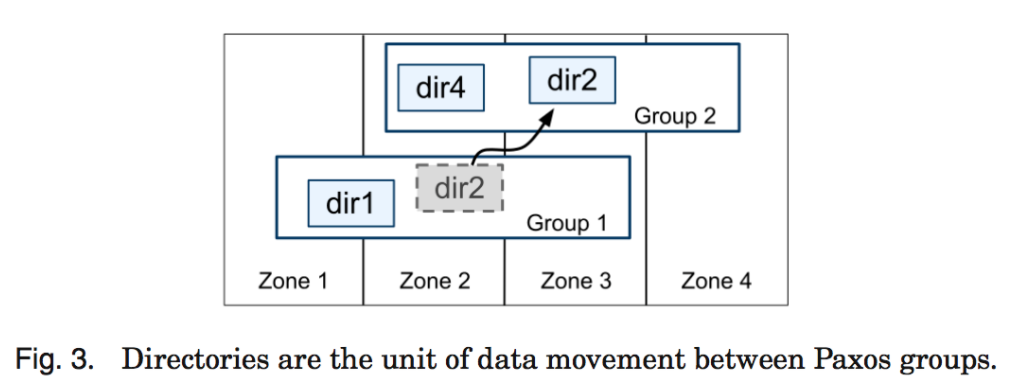 dir4
dir2
Group 2
dir1
dir2
Group 1
Zone 1
Zone 2
Zone 3
Zone 4
Fig. 3. Directories are the unit of data movement between Paxos groups.